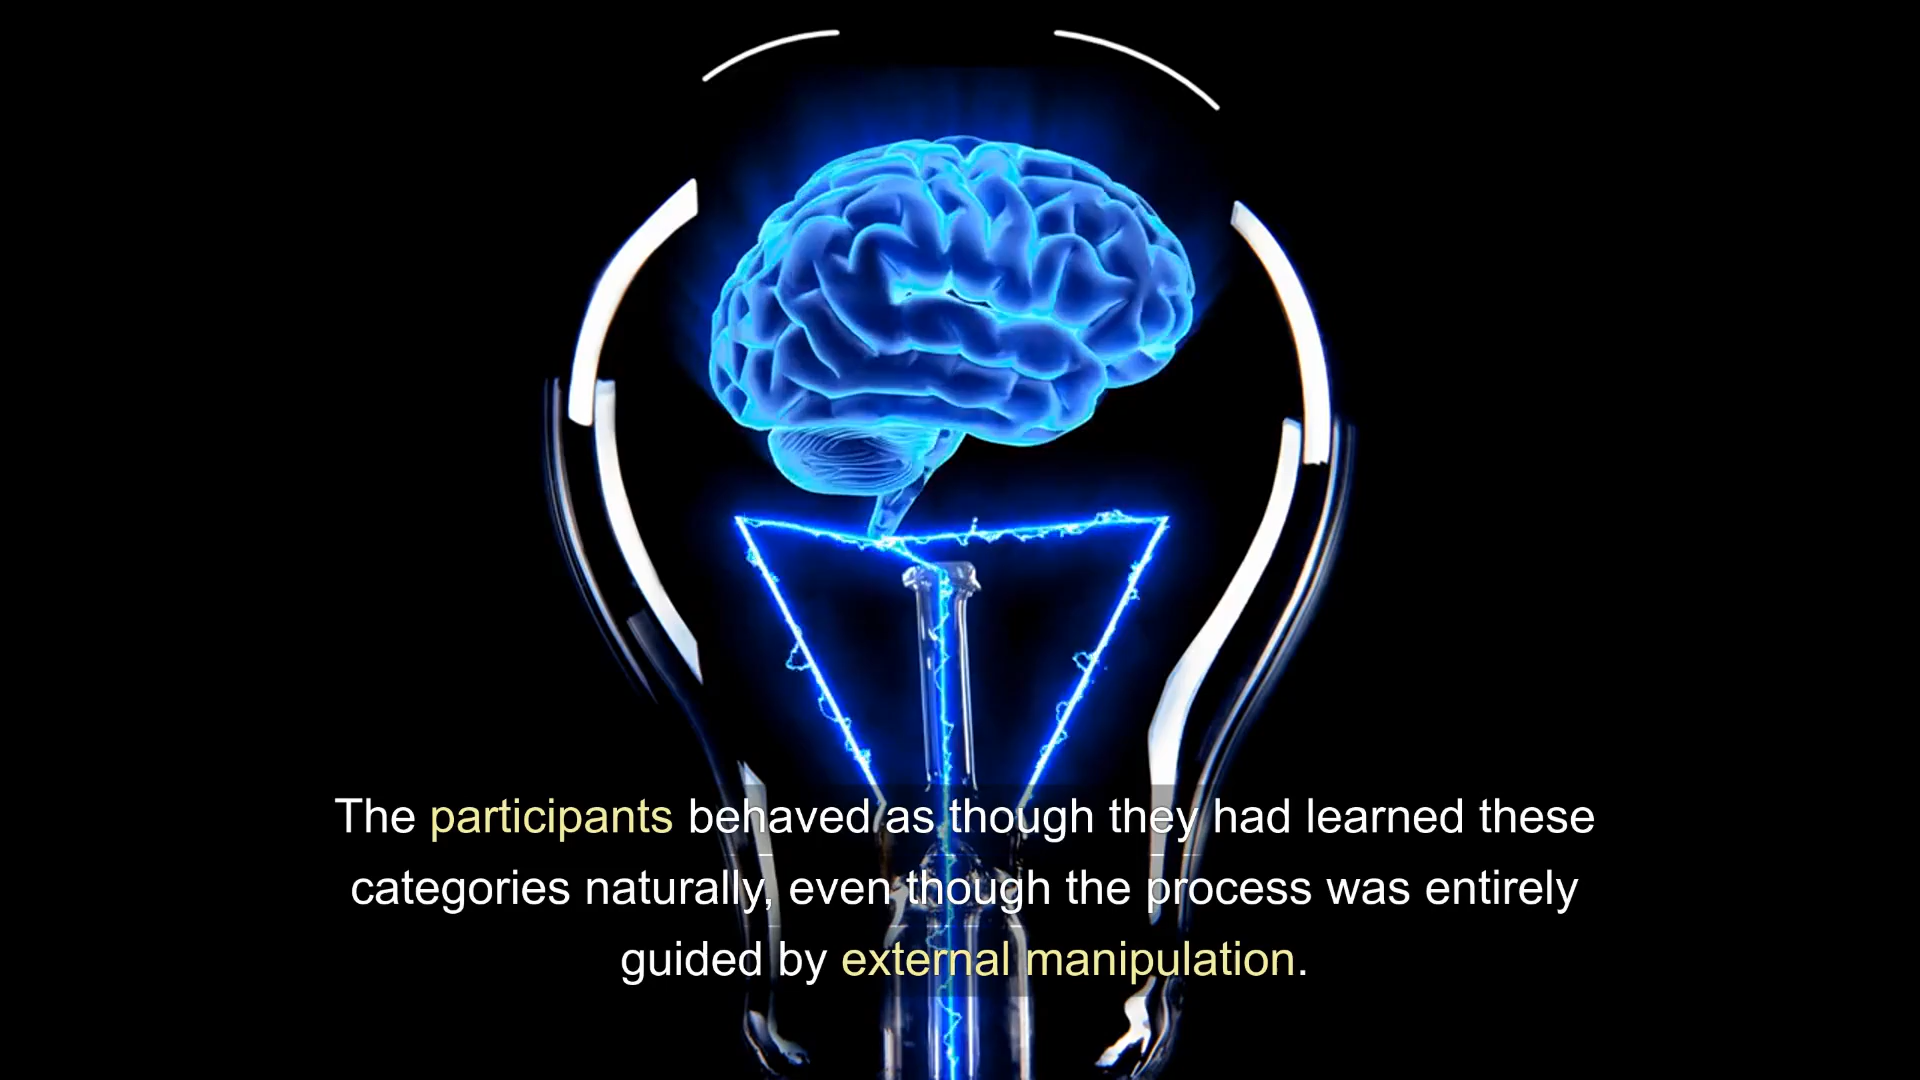 The participants behaved as though they had learned these
categories naturally, even though the process was entirely
guided by external manipulation.